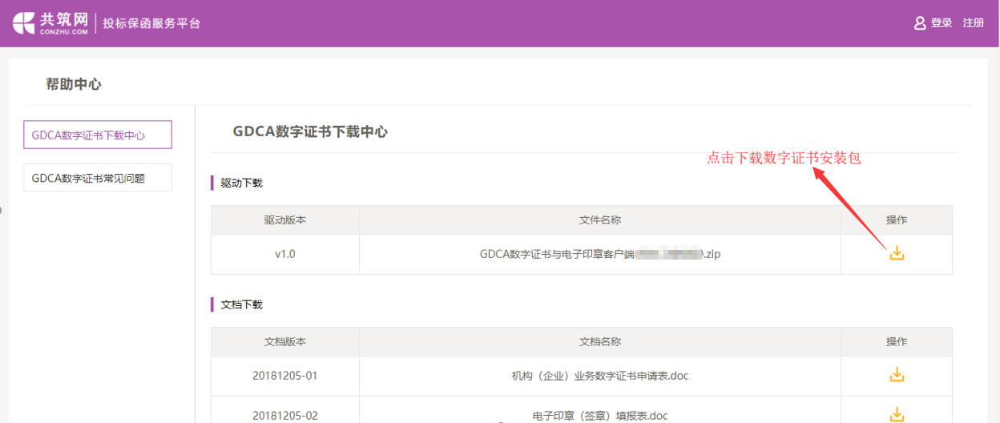 共筑网
CONZHU.COM
投标保函服务平台
登录 注册
帮助中心
GDCA数字证书下载中心
GDCA数字证书常见问题
GDCA数字证书下载中心
点击下载数字证书安装包
驱动下载
驱动版本 文件名称 操作
v1.0 GDCA数字证书与电子印章客户端 .zip
文档下载
文档版本 文档名称 操作
20181205-01 机构（企业）业务数字证书申请表.doc
20181205-02 电子印章（签章）填报表.doc